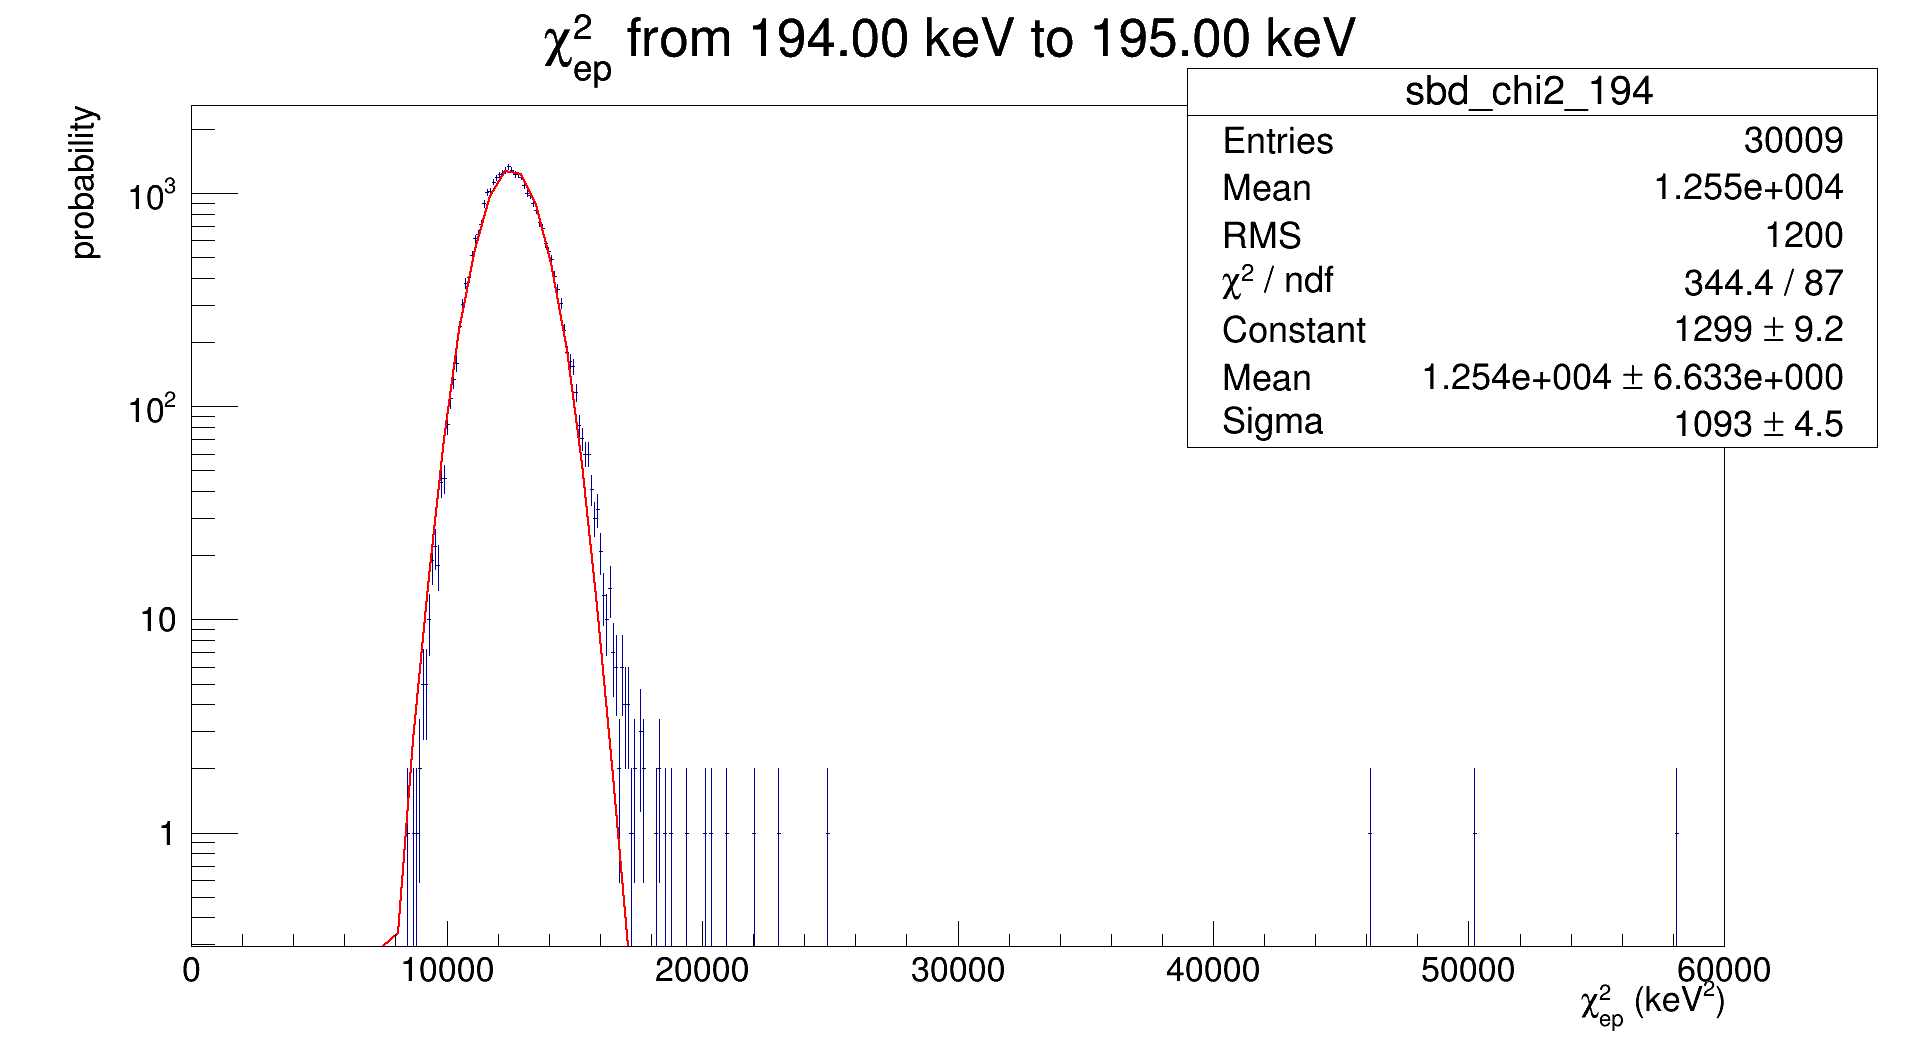 χ²ep from 194.00 keV to 195.00 keV
sbd_chi2_194
Entries 30009
Mean 1.255e+004
RMS 1200
χ² / ndf 344.4 / 87
Constant 1299 ± 9.2
Mean 1.254e+004 ± 6.633e+000
Sigma 1093 ± 4.5
probability
10³
10²
10
1
0 10000 20000 30000 40000 50000 60000
χ²ep (keV²)